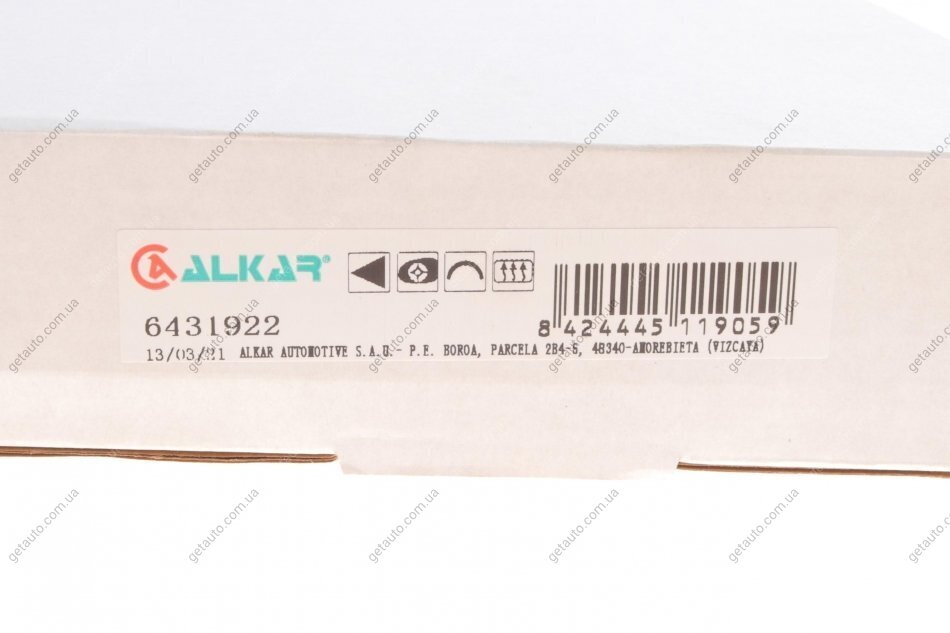 ALKAR®
6431922
8 424445 119059
13/03/21 ALKAR AUTOMOTIVE S.A.U.- P.E. BOROA, PARCELA 2B4-5, 48340-AMOREBIETA (VIZCAYA)
getauto.com.ua